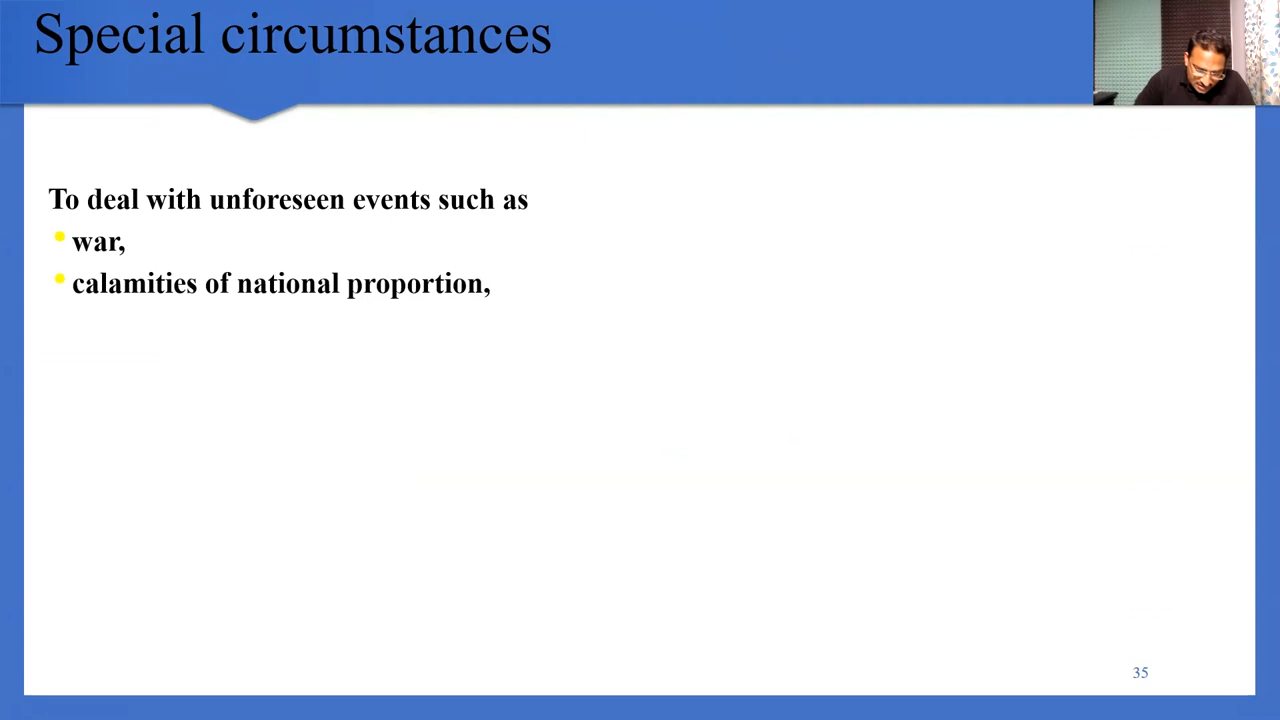 Special circumstances
To deal with unforeseen events such as
war,
calamities of national proportion,
35